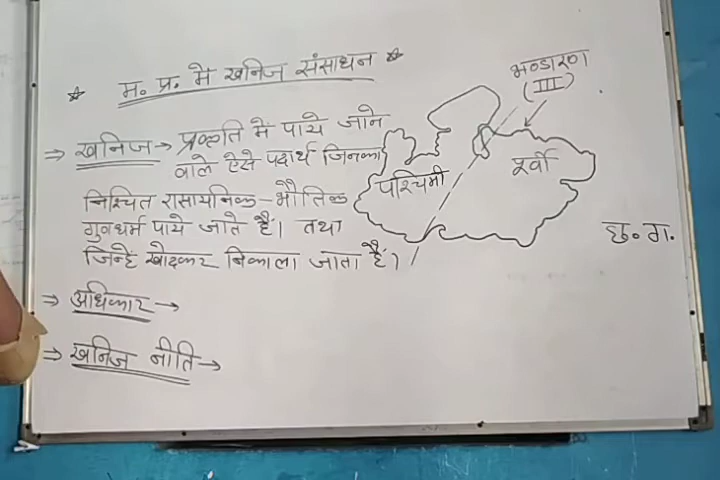 म. प्र. में खनिज संसाधन
⇒ खनिज → प्रकृति में पाये जाने
वाले ऐसे पदार्थ जिनका
निश्चित रासायनिक-भौतिक
गुणधर्म पाये जाते हैं। तथा
जिन्हें खोदकर निकाला जाता है।
⇒ अधिकार →
⇒ खनिज नीति →
भण्डारण
(III)
पश्चिमी
पूर्वी
छ. ग.